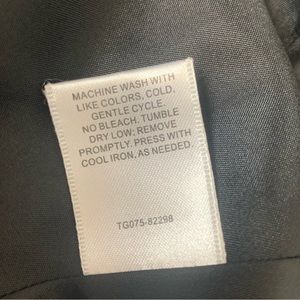 MACHINE WASH WITH
LIKE COLORS, COLD.
GENTLE CYCLE.
NO BLEACH. TUMBLE
DRY LOW: REMOVE
PROMPTLY. PRESS WITH
COOL IRON, AS NEEDED.
TG075-82298